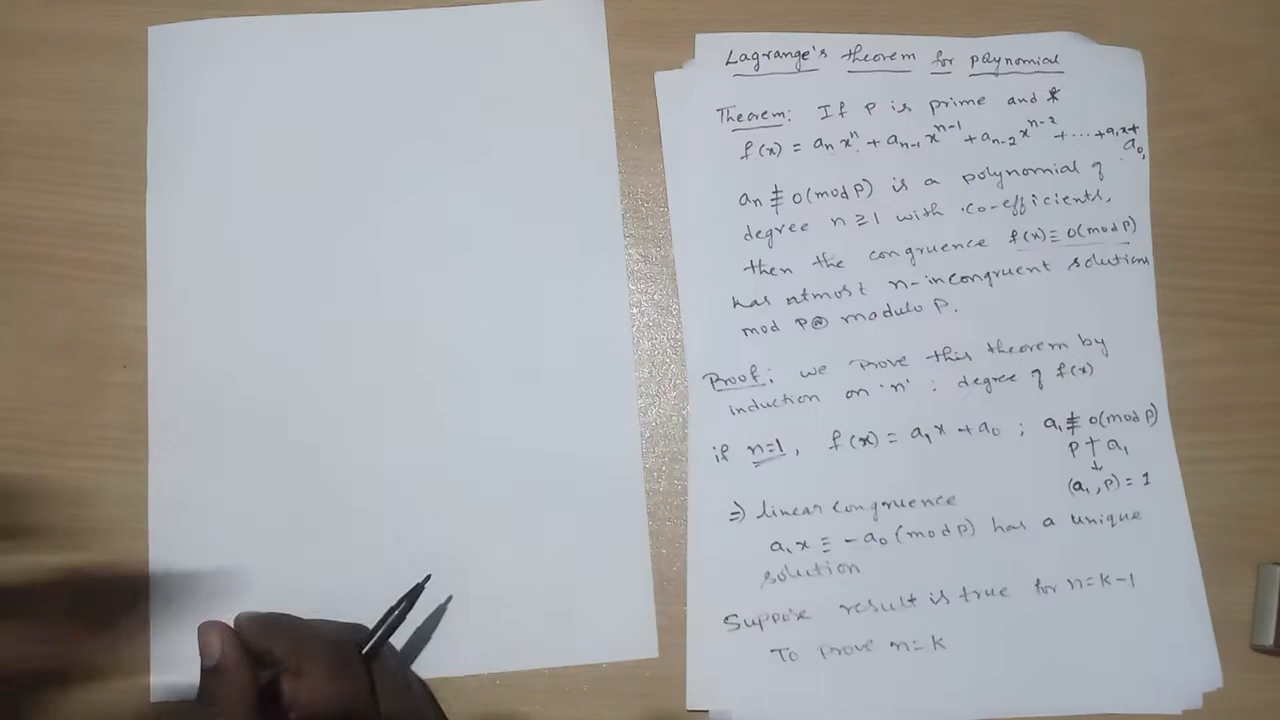 Lagrange's theorem for polynomial
Theorem: If P is prime and
f(x) = aₙxⁿ + aₙ₋₁xⁿ⁻¹ + aₙ₋₂xⁿ⁻² + ... + a₁x + a₀,
aₙ ≢ 0(mod P) is a polynomial of
degree n ≥ 1 with co-efficients,
then the congruence f(x) ≡ 0(mod P)
has atmost n-incongruent solutions
mod P modulo P.
Proof: we prove this theorem by
induction on 'n' : degree of f(x)
if n=1, f(x) = a₁x + a₀ ; a₁ ≢ 0(mod P)
P ∤ a₁
↓
(a₁, P) = 1
⇒ linear congruence
a₁x ≡ -a₀ (mod P) has a unique
solution
Suppose result is true for n=k-1
To prove n=k